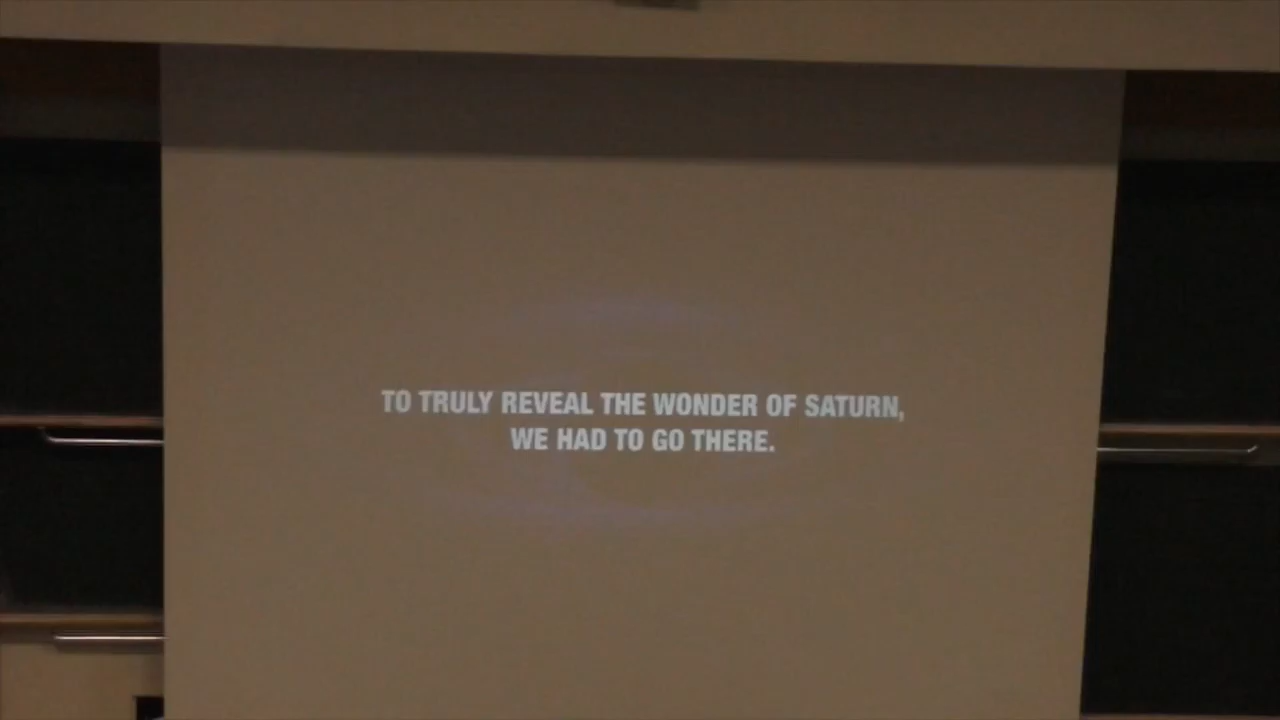 TO TRULY REVEAL THE WONDER OF SATURN,
WE HAD TO GO THERE.